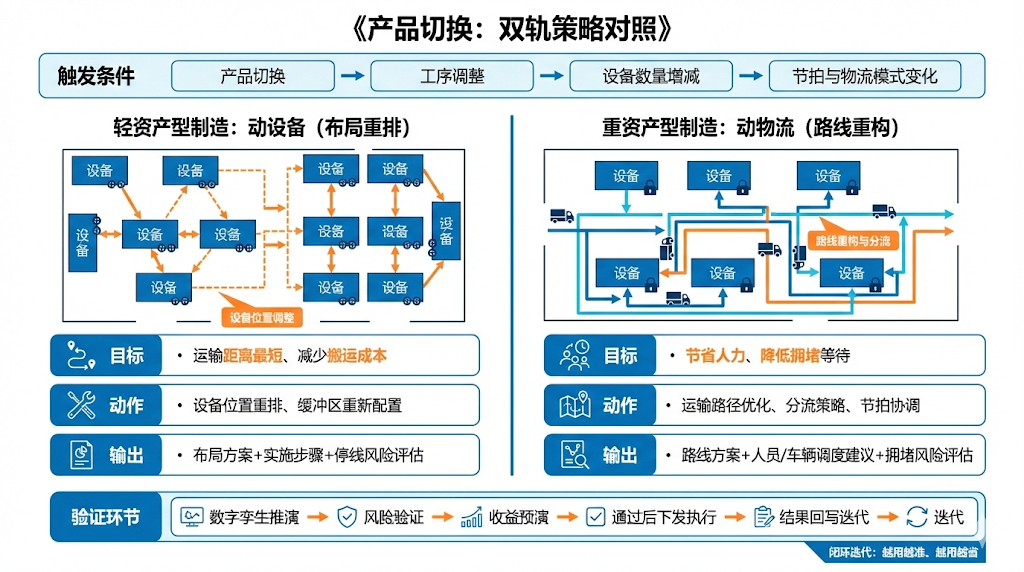 《产品切换：双轨策略对照》
触发条件
产品切换
工序调整
设备数量增减
节拍与物流模式变化
轻资产型制造：动设备（布局重排）
设备
设备
设备
设备
设备
设备
设备
设备
设备
设备
设备
设备
设备
设备位置调整
目标
• 运输距离最短、减少搬运成本
动作
• 设备位置重排、缓冲区重新配置
输出
• 布局方案+实施步骤+停线风险评估
重资产型制造：动物流（路线重构）
设备
设备
设备
设备
设备
设备
路线重构与分流
目标
• 节省人力、降低拥堵等待
动作
• 运输路径优化、分流策略、节拍协调
输出
• 路线方案+人员/车辆调度建议+拥堵风险评估
验证环节
数字孪生推演
风险验证
收益预演
通过后下发执行
结果回写迭代
迭代
闭环迭代：越用越准、越用越省